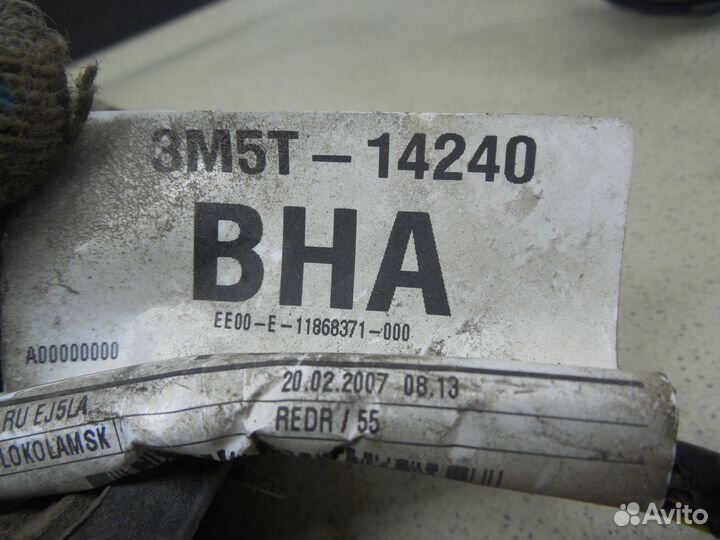 3M5T-14240
BHA
EE00-E-11868371-000
A00000000
20.02.2007 08.13
RU EJ5LA
REDR / 55
LOKOLAMSK
Avito